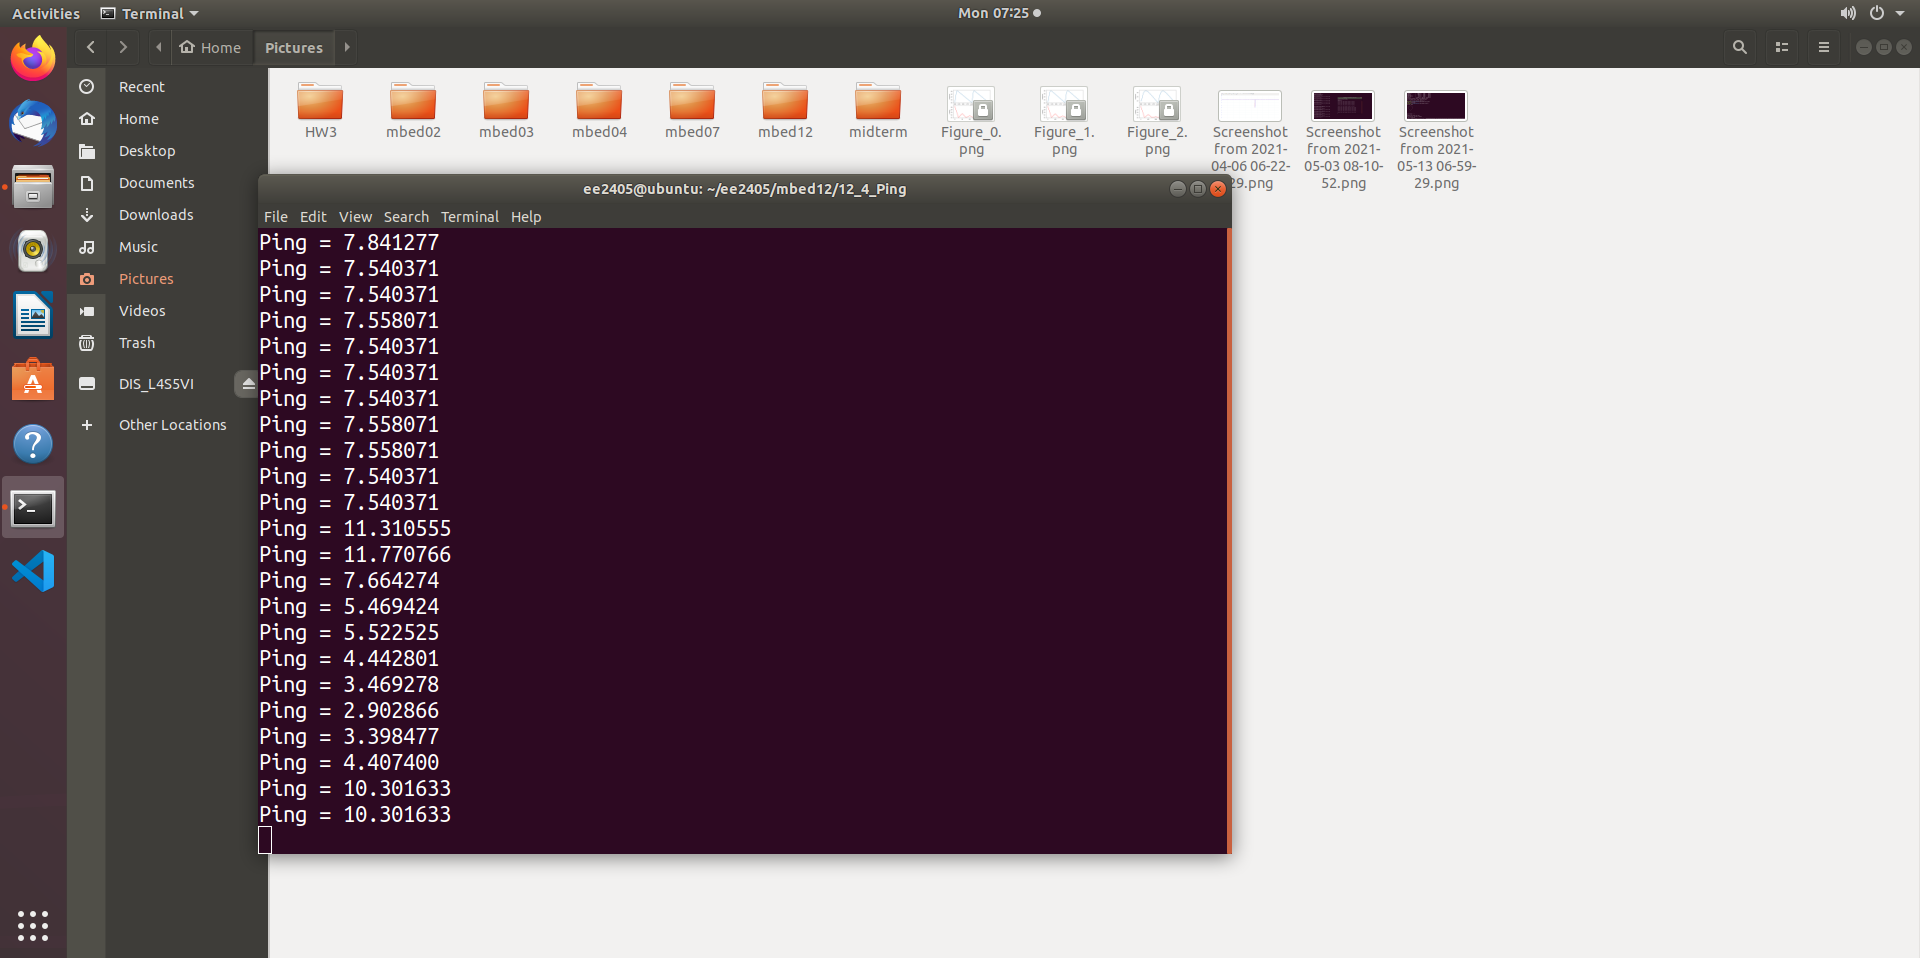 Activities Terminal Mon 07:25
Home Pictures
Recent
Home
Desktop
Documents
Downloads
Music
Pictures
Videos
Trash
DIS_L4S5VI
Other Locations
HW3 mbed02 mbed03 mbed04 mbed07 mbed12 midterm
Figure_0.
png
Figure_1.
png
Figure_2.
png
Screenshot
from 2021-
04-06 06-22-
29.png
Screenshot
from 2021-
05-03 08-10-
52.png
Screenshot
from 2021-
05-13 06-59-
29.png
ee2405@ubuntu: ~/ee2405/mbed12/12_4_Ping
File Edit View Search Terminal Help
Ping = 7.841277
Ping = 7.540371
Ping = 7.540371
Ping = 7.558071
Ping = 7.540371
Ping = 7.540371
Ping = 7.540371
Ping = 7.558071
Ping = 7.558071
Ping = 7.540371
Ping = 7.540371
Ping = 11.310555
Ping = 11.770766
Ping = 7.664274
Ping = 5.469424
Ping = 5.522525
Ping = 4.442801
Ping = 3.469278
Ping = 2.902866
Ping = 3.398477
Ping = 4.407400
Ping = 10.301633
Ping = 10.301633